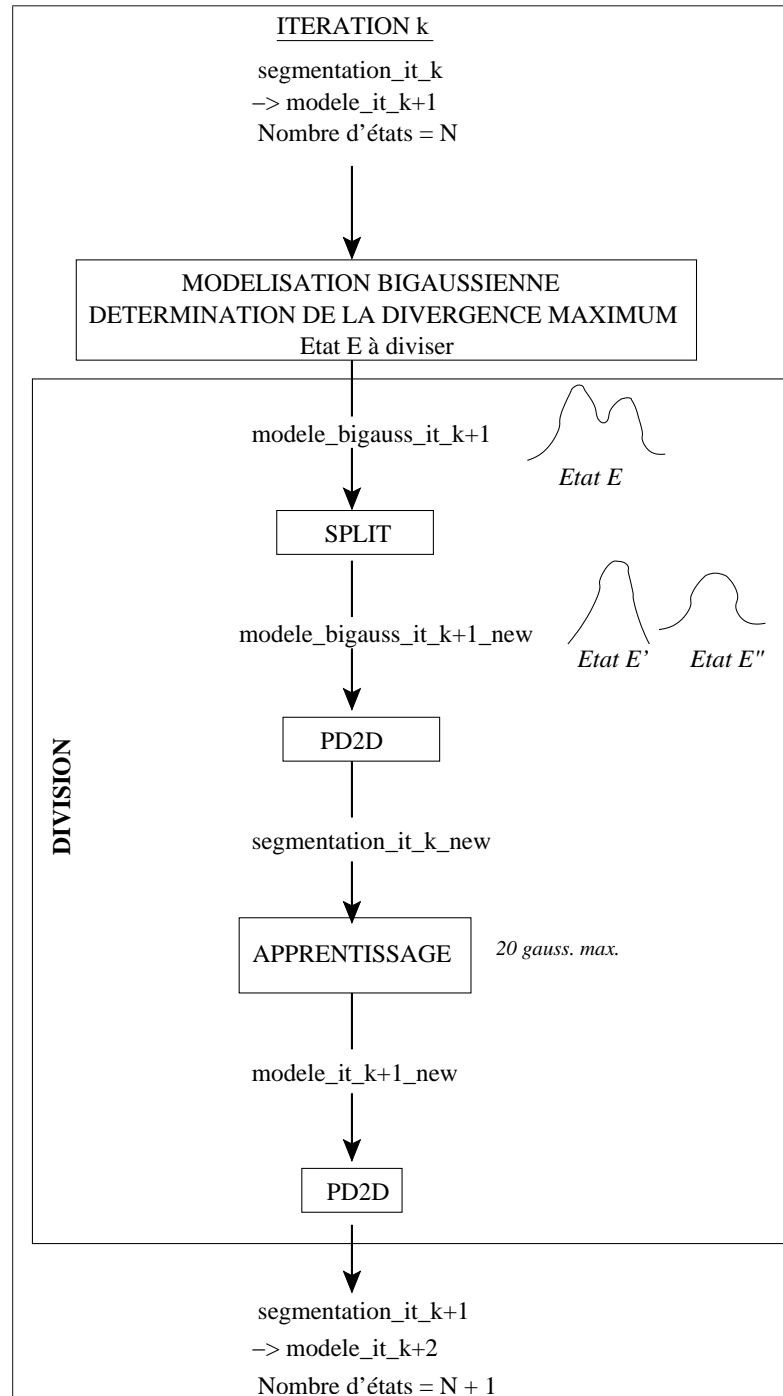 ITERATION k
segmentation_it_k
–> modele_it_k+1
Nombre d'états = N
MODELISATION BIGAUSSIENNE
DETERMINATION DE LA DIVERGENCE MAXIMUM
Etat E à diviser
modele_bigauss_it_k+1
Etat E
SPLIT
modele_bigauss_it_k+1_new
Etat E'
Etat E"
PD2D
DIVISION
segmentation_it_k_new
APPRENTISSAGE
20 gauss. max.
modele_it_k+1_new
PD2D
segmentation_it_k+1
–> modele_it_k+2
Nombre d'états = N + 1